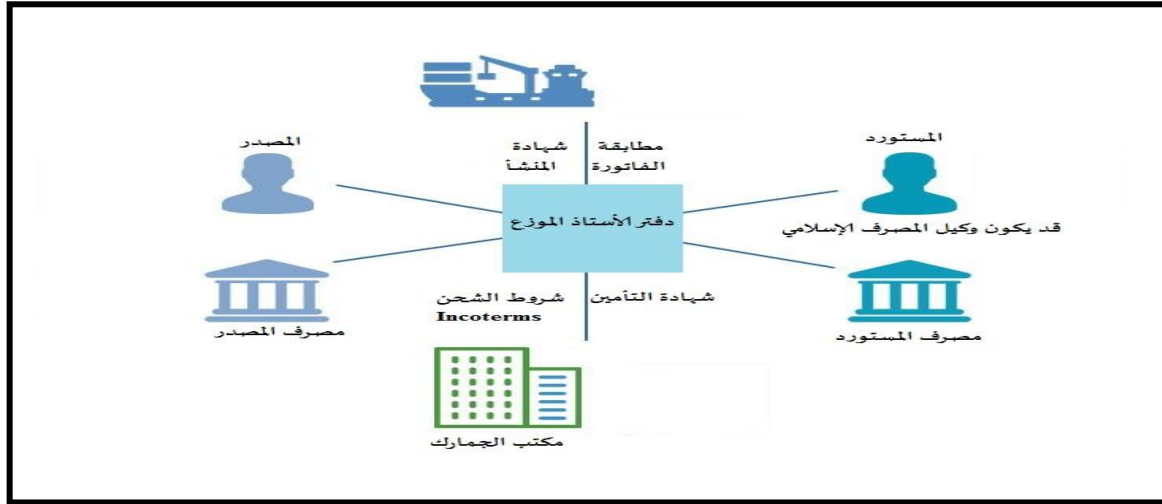 المستورد
المصدر
مطابقة
الفاتورة
شهادة
المنشأ
دفتر الأستاذ الموزع
قد يكون وكيل المصرف الإسلامي
شهادة التأمين
شروط الشحن
Incoterms
مصرف المستورد
مصرف المصدر
مكتب الجمارك